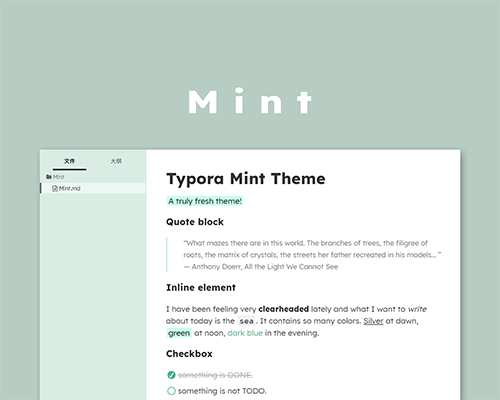 Mint
文件 大纲
Mint
Mint.md
Typora Mint Theme
A truly fresh theme!
Quote block
"What mazes there are in this world. The branches of trees, the filigree of
roots, the matrix of crystals, the streets her father recreated in his models... "
— Anthony Doerr, All the Light We Cannot See
Inline element
I have been feeling very clearheaded lately and what I want to write
about today is the sea . It contains so many colors. Silver at dawn,
green at noon, dark blue in the evening.
Checkbox
something is DONE.
something is not TODO.